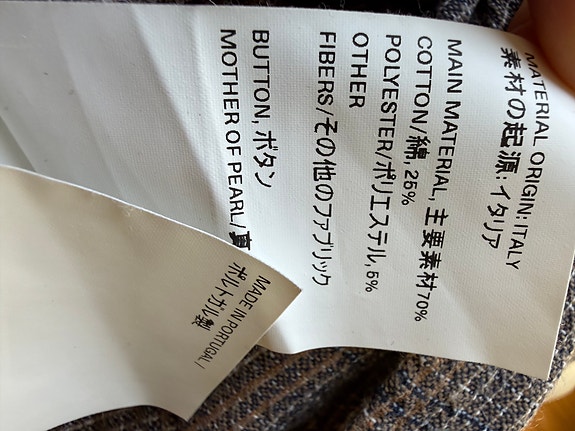 MATERIAL ORIGIN: ITALY
素材の起源: イタリア
MAIN MATERIAL, 主要素材 70%
COTTON/綿, 25%
POLYESTER/ポリエステル, 5%
OTHER
FIBERS/その他のファブリック
BUTTON, ボタン
MOTHER OF PEARL/
MADE IN PORTUGAL/
ポルトガル製